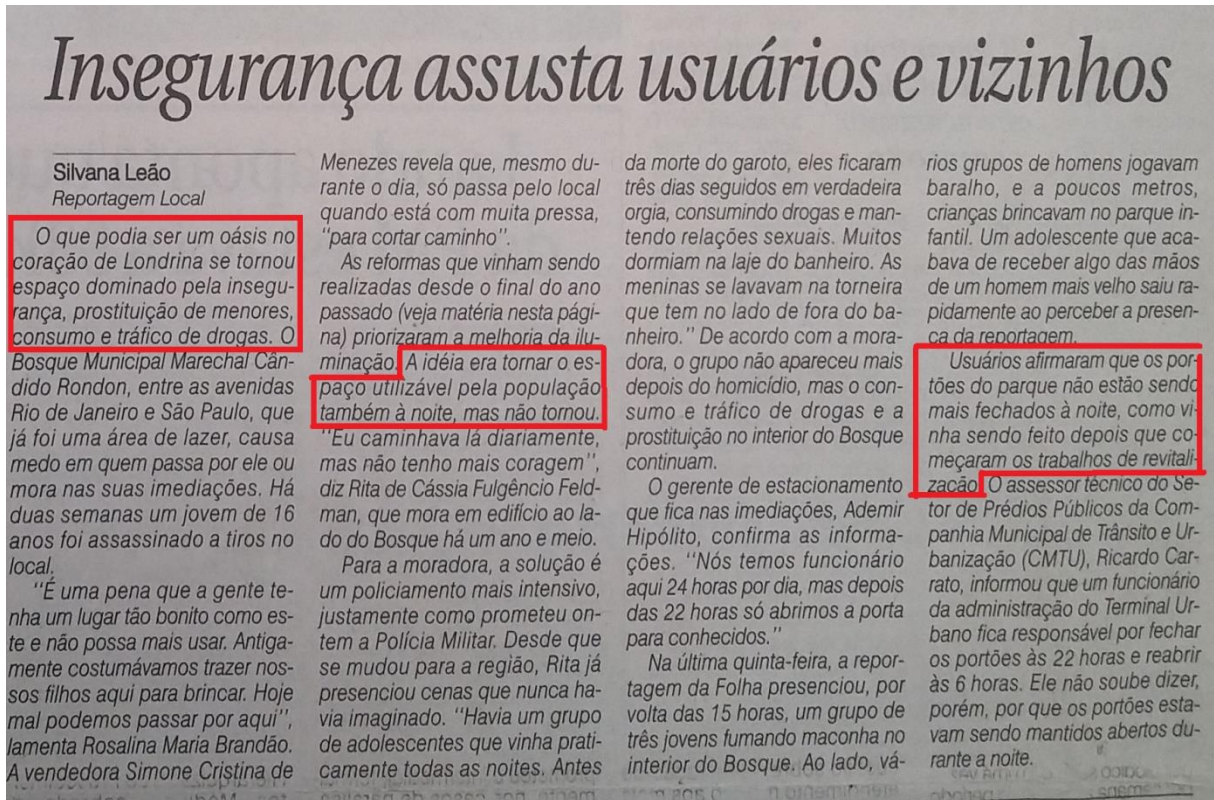 Insegurança assusta usuários e vizinhos
Silvana Leão
Reportagem Local
O que podia ser um oásis no
coração de Londrina se tornou
espaço dominado pela insegu-
rança, prostituição de menores,
consumo e tráfico de drogas. O
Bosque Municipal Marechal Cân-
dido Rondon, entre as avenidas
Rio de Janeiro e São Paulo, que
já foi uma área de lazer, causa
medo em quem passa por ele ou
mora nas suas imediações. Há
duas semanas um jovem de 16
anos foi assassinado a tiros no
local.
"É uma pena que a gente te-
nha um lugar tão bonito como es-
te e não possa mais usar. Antiga-
mente costumávamos trazer nos-
sos filhos aqui para brincar. Hoje
mal podemos passar por aqui",
lamenta Rosalina Maria Brandão.
A vendedora Simone Cristina de
Menezes revela que, mesmo du-
rante o dia, só passa pelo local
quando está com muita pressa,
"para cortar caminho".
As reformas que vinham sendo
realizadas desde o final do ano
passado (veja matéria nesta pági-
na) priorizaram a melhoria da ilu-
minação. A idéia era tornar o es-
paço utilizável pela população
também à noite, mas não tornou.
"Eu caminhava lá diariamente,
mas não tenho mais coragem",
diz Rita de Cássia Fulgêncio Feld-
man, que mora em edifício ao la-
do do Bosque há um ano e meio.
Para a moradora, a solução é
um policiamento mais intensivo,
justamente como prometeu on-
tem a Polícia Militar. Desde que
se mudou para a região, Rita já
presenciou cenas que nunca ha-
via imaginado. "Havia um grupo
de adolescentes que vinha prati-
camente todas as noites. Antes
da morte do garoto, eles ficaram
três dias seguidos em verdadeira
orgia, consumindo drogas e man-
tendo relações sexuais. Muitos
dormiam na laje do banheiro. As
meninas se lavavam na torneira
que tem no lado de fora do ba-
nheiro." De acordo com a mora-
dora, o grupo não apareceu mais
depois do homicídio, mas o con-
sumo e tráfico de drogas e a
prostituição no interior do Bosque
continuam.
O gerente de estacionamento
que fica nas imediações, Ademir
Hipólito, confirma as informa-
ções. "Nós temos funcionário
aqui 24 horas por dia, mas depois
das 22 horas só abrimos a porta
para conhecidos."
Na última quinta-feira, a repor-
tagem da Folha presenciou, por
volta das 15 horas, um grupo de
três jovens fumando maconha no
interior do Bosque. Ao lado, vá-
rios grupos de homens jogavam
baralho, e a poucos metros,
crianças brincavam no parque in-
fantil. Um adolescente que aca-
bava de receber algo das mãos
de um homem mais velho saiu ra-
pidamente ao perceber a presen-
ça da reportagem.
Usuários afirmaram que os por-
tões do parque não estão sendo
mais fechados à noite, como vi-
nha sendo feito depois que co-
meçaram os trabalhos de revitali-
zação. O assessor técnico do Se-
tor de Prédios Públicos da Com-
panhia Municipal de Trânsito e Ur-
banização (CMTU), Ricardo Car-
rato, informou que um funcionário
da administração do Terminal Ur-
bano fica responsável por fechar
os portões às 22 horas e reabrir
às 6 horas. Ele não soube dizer,
porém, por que os portões esta-
vam sendo mantidos abertos du-
rante a noite.